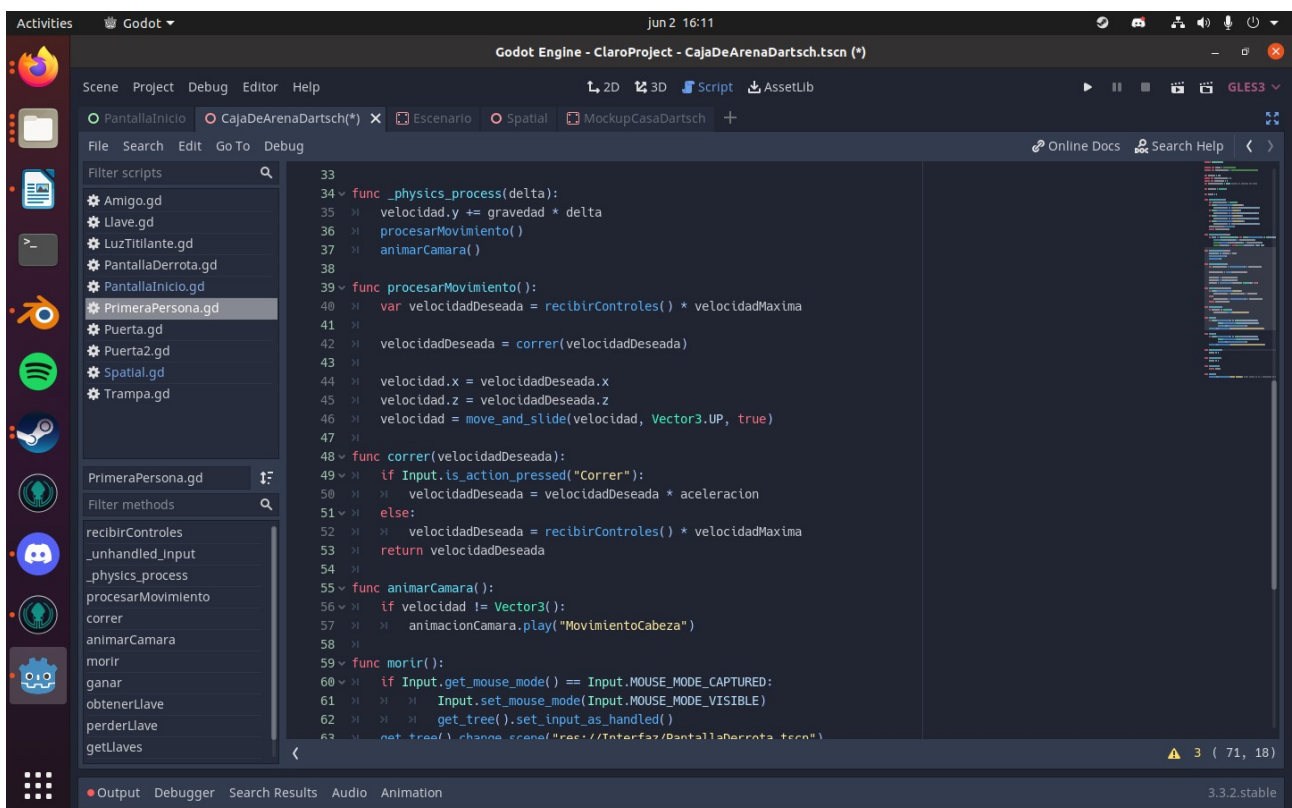 Activities
Godot
jun 2 16:11
Godot Engine - ClaroProject - CajaDeArenaDartsch.tscn (*)
Scene Project Debug Editor Help
2D 3D Script AssetLib
GLES3
PantallaInicio CajaDeArenaDartsch(*) Escenario Spatial MockupCasaDartsch
File Search Edit Go To Debug
Online Docs Search Help
Filter scripts
Amigo.gd
Llave.gd
LuzTitilante.gd
PantallaDerrota.gd
PantallaInicio.gd
PrimeraPersona.gd
Puerta.gd
Puerta2.gd
Spatial.gd
Trampa.gd
PrimeraPersona.gd
Filter methods
recibirControles
_unhandled_input
_physics_process
procesarMovimiento
correr
animarCamara
morir
ganar
obtenerLlave
perderLlave
getLlaves
33
34 func _physics_process(delta):
35 velocidad.y += gravedad * delta
36 procesarMovimiento()
37 animarCamara()
38
39 func procesarMovimiento():
40 var velocidadDeseada = recibirControles() * velocidadMaxima
41
42 velocidadDeseada = correr(velocidadDeseada)
43
44 velocidad.x = velocidadDeseada.x
45 velocidad.z = velocidadDeseada.z
46 velocidad = move_and_slide(velocidad, Vector3.UP, true)
47
48 func correr(velocidadDeseada):
49 if Input.is_action_pressed("Correr"):
50 velocidadDeseada = velocidadDeseada * aceleracion
51 else:
52 velocidadDeseada = recibirControles() * velocidadMaxima
53 return velocidadDeseada
54
55 func animarCamara():
56 if velocidad != Vector3():
57 animacionCamara.play("MovimientoCabeza")
58
59 func morir():
60 if Input.get_mouse_mode() == Input.MOUSE_MODE_CAPTURED:
61 Input.set_mouse_mode(Input.MOUSE_MODE_VISIBLE)
62 get_tree().set_input_as_handled()
63 get_tree().change_scene("res://Interfaz/PantallaDerrota.tscn")
3 ( 71, 18)
Output Debugger Search Results Audio Animation
3.3.2.stable